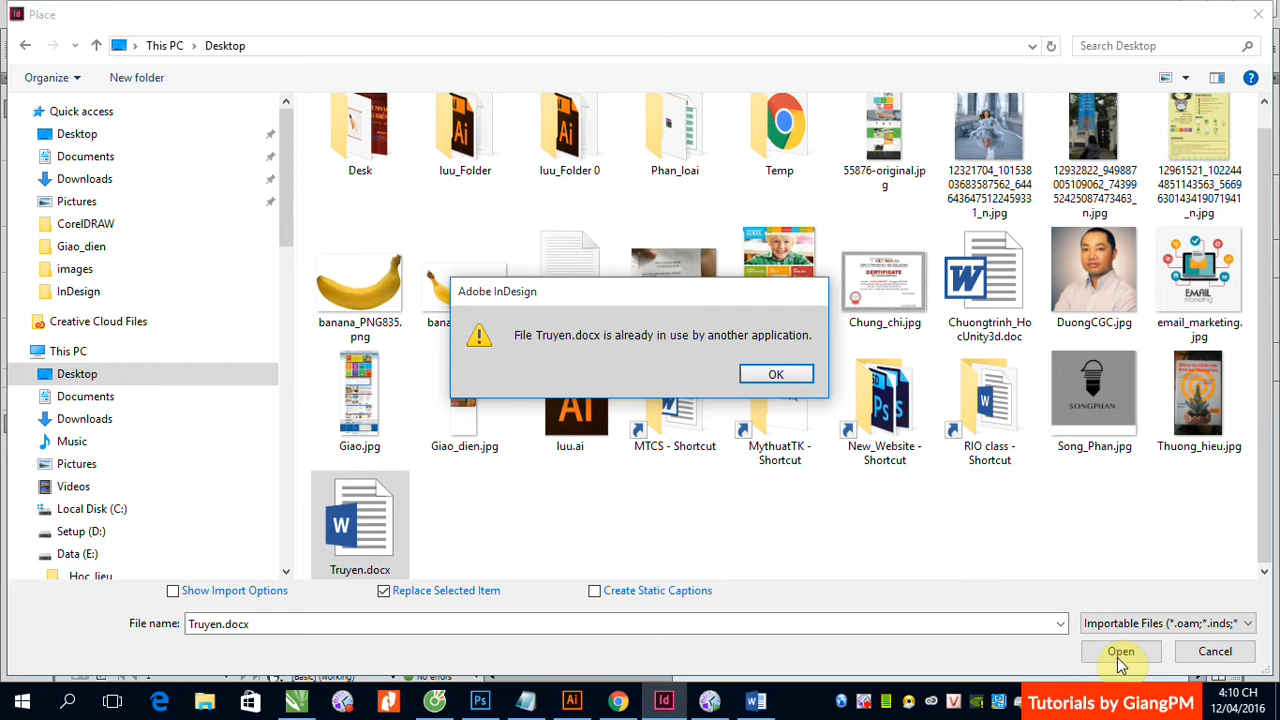 Place
This PC
Desktop
Search Desktop
Organize
New folder
Quick access
Desktop
Documents
Downloads
Pictures
CorelDRAW
Giao_dien
images
InDesign
Creative Cloud Files
This PC
Desktop
Documents
Downloads
Music
Pictures
Videos
Local Disk (C:)
Setup (D:)
Data (E:)
Hoc_lieu
Desk
luu_Folder
luu_Folder 0
Phan_loai
Temp
55876-original.jp
g
12321704_101538
03683587562_644
643647512245931
1_n.jpg
12932822_949887
005109062_74399
52425087473463_
n.jpg
12961521_102244
4851143563_5669
630143419071941
_n.jpg
banana_PNG835.
png
Chung_chi.jpg
Chuongtrinh_Ho
cUnity3d.doc
DuongCGC.jpg
email_marketing.
jpg
Adobe InDesign
File Truyen.docx is already in use by another application.
OK
Giao.jpg
Giao_dien.jpg
luu.ai
MTCS - Shortcut
MythuatTK -
Shortcut
New_Website -
Shortcut
RIO class -
Shortcut
Song_Phan.jpg
Thuong_hieu.jpg
SONGPHAN
EMAIL
CERTIFICATE
Truyen.docx
Show Import Options
Replace Selected Item
Create Static Captions
File name:
Truyen.docx
Importable Files (*.oam;*.inds;*
Open
Cancel
Tutorials by GiangPM
4:10 CH
12/04/2016